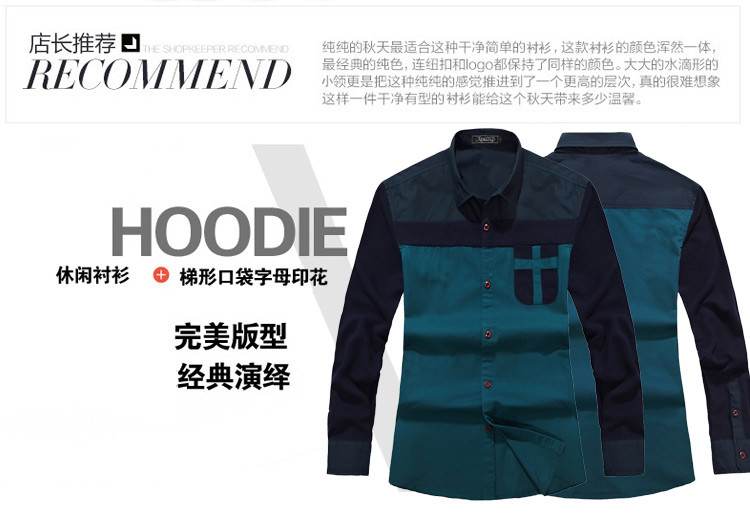 店长推荐
THE SHOPKEEPER RECOMMEND
RECOMMEND
纯纯的秋天最适合这种干净简单的衬衫，这款衬衫的颜色浑然一体，
最经典的纯色，连纽扣和logo都保持了同样的颜色。大大的水滴形的
小领更是把这种纯纯的感觉推进到了一个更高的层次，真的很难想象
这样一件干净有型的衬衫能给这个秋天带来多少温馨。
HOODIE
休闲衬衫 + 梯形口袋字母印花
完美版型
经典演绎